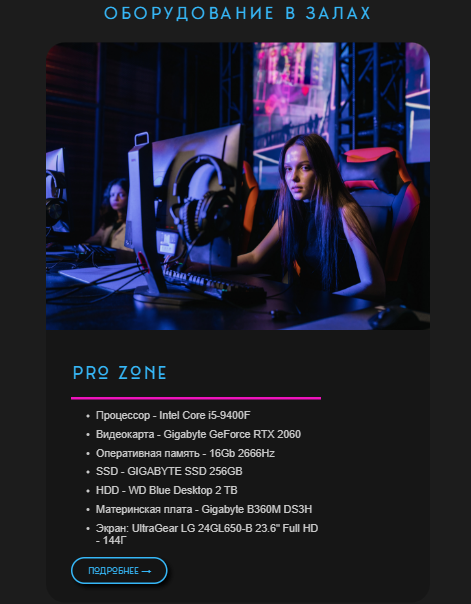 ОБОРУДОВАНИЕ В ЗАЛАХ
PRO ZONE
Процессор - Intel Core i5-9400F
Видеокарта - Gigabyte GeForce RTX 2060
Оперативная память - 16Gb 2666Hz
SSD - GIGABYTE SSD 256GB
HDD - WD Blue Desktop 2 TB
Материнская плата - Gigabyte B360M DS3H
Экран: UltraGear LG 24GL650-B 23.6" Full HD
- 144Г
ПОДРОБНЕЕ →